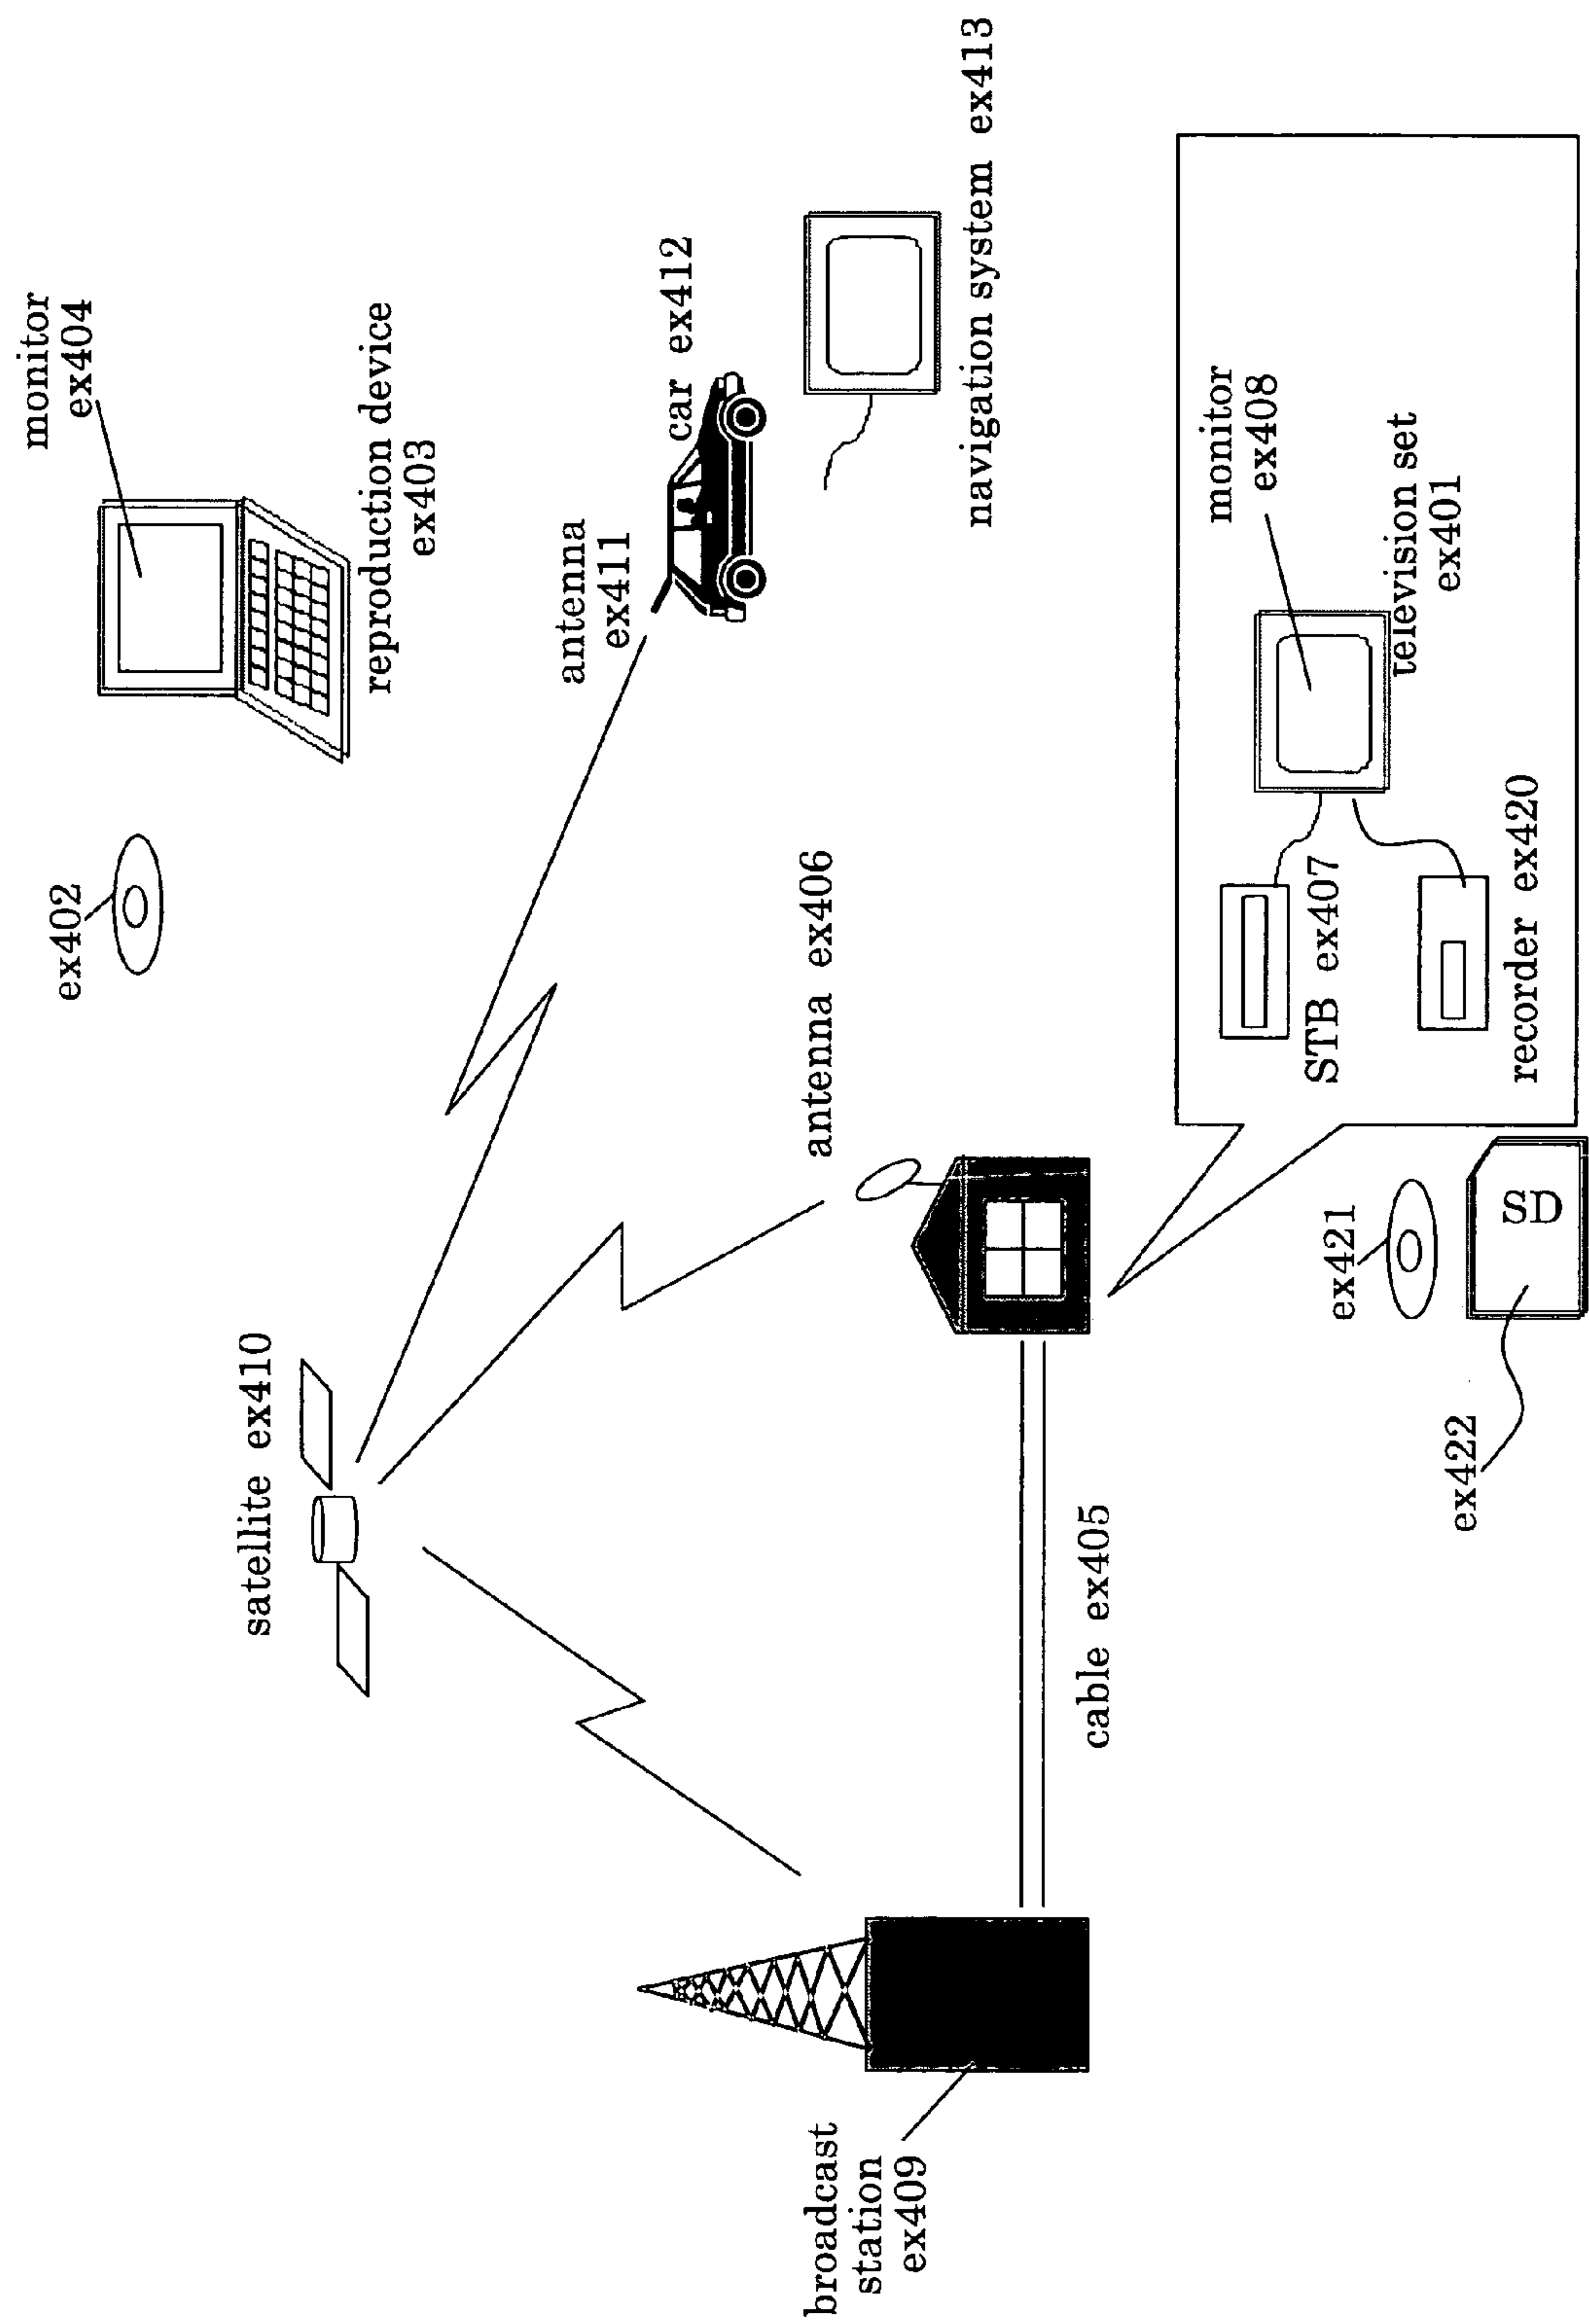 monitor
ex404
ex402
reproduction device
ex403
satellite ex410
antenna
ex411
car ex412
antenna ex406
navigation system ex413
broadcast
station
ex409
cable ex405
monitor
ex408
STB ex407
television set
ex401
recorder ex420
ex421
SD
ex422